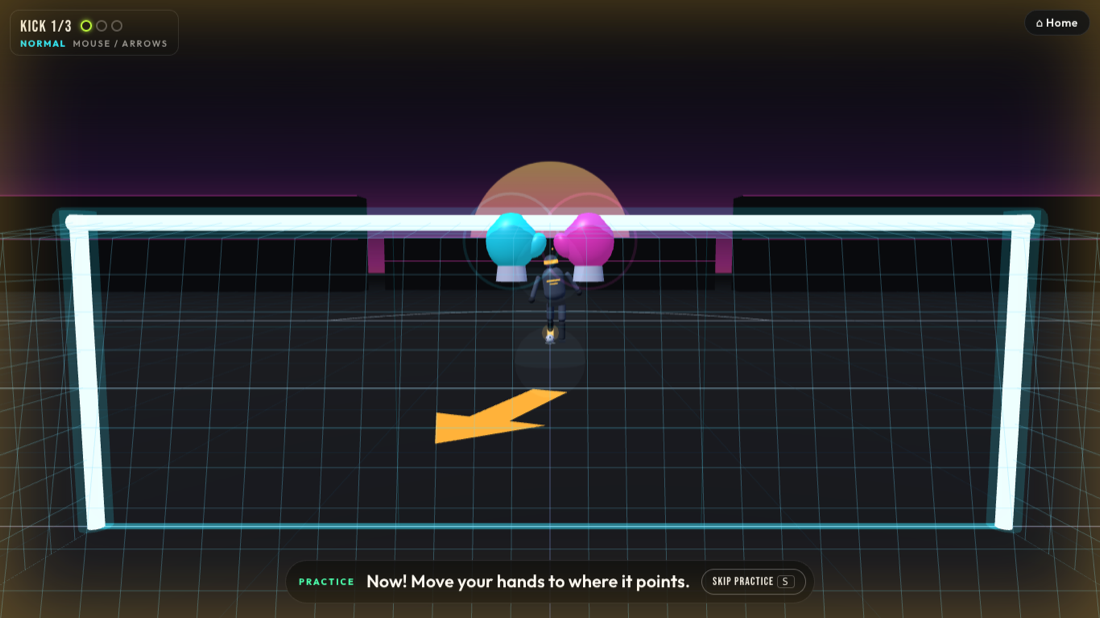 KICK 1/3
NORMAL MOUSE / ARROWS
⌂ Home
PRACTICE Now! Move your hands to where it points. SKIP PRACTICE S